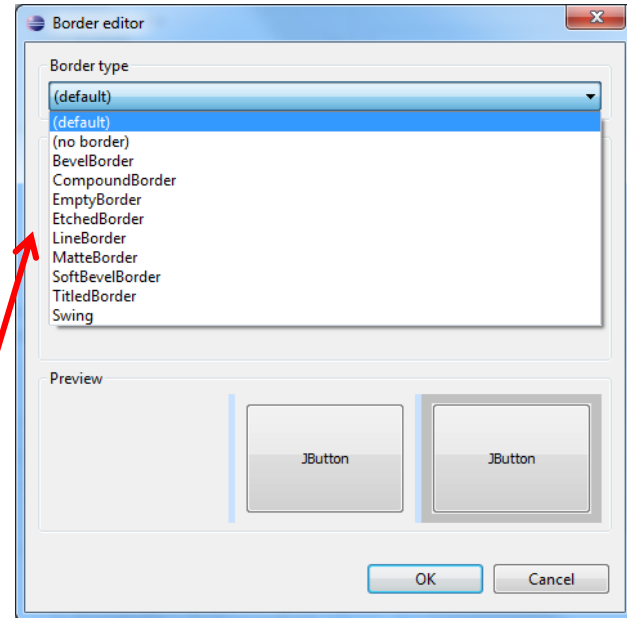 Border editor
Border type
(default)
(default)
(no border)
BevelBorder
CompoundBorder
EmptyBorder
EtchedBorder
LineBorder
MatteBorder
SoftBevelBorder
TitledBorder
Swing
Preview
JButton JButton
OK Cancel